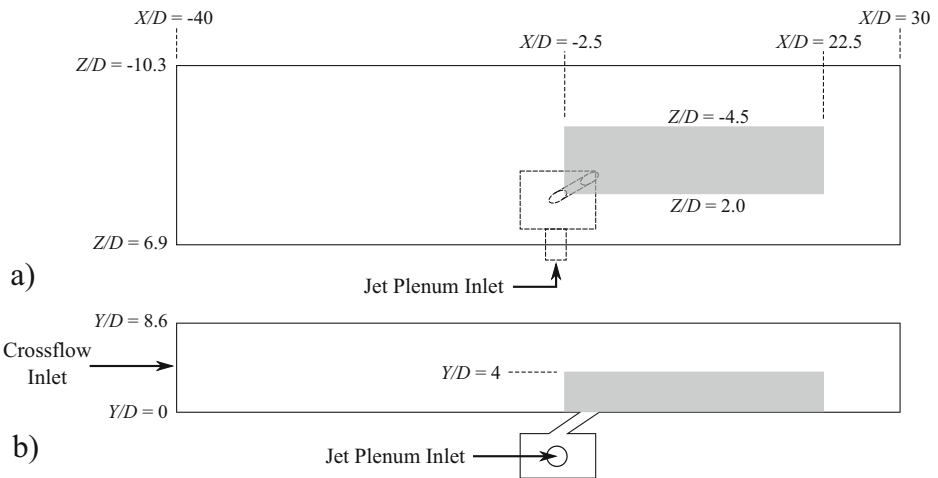 X/D = -40
X/D = 30
X/D = -2.5
X/D = 22.5
Z/D = -10.3
Z/D = -4.5
Z/D = 2.0
Z/D = 6.9
a)
Jet Plenum Inlet
Y/D = 8.6
Crossflow
Inlet
Y/D = 4
Y/D = 0
b)
Jet Plenum Inlet